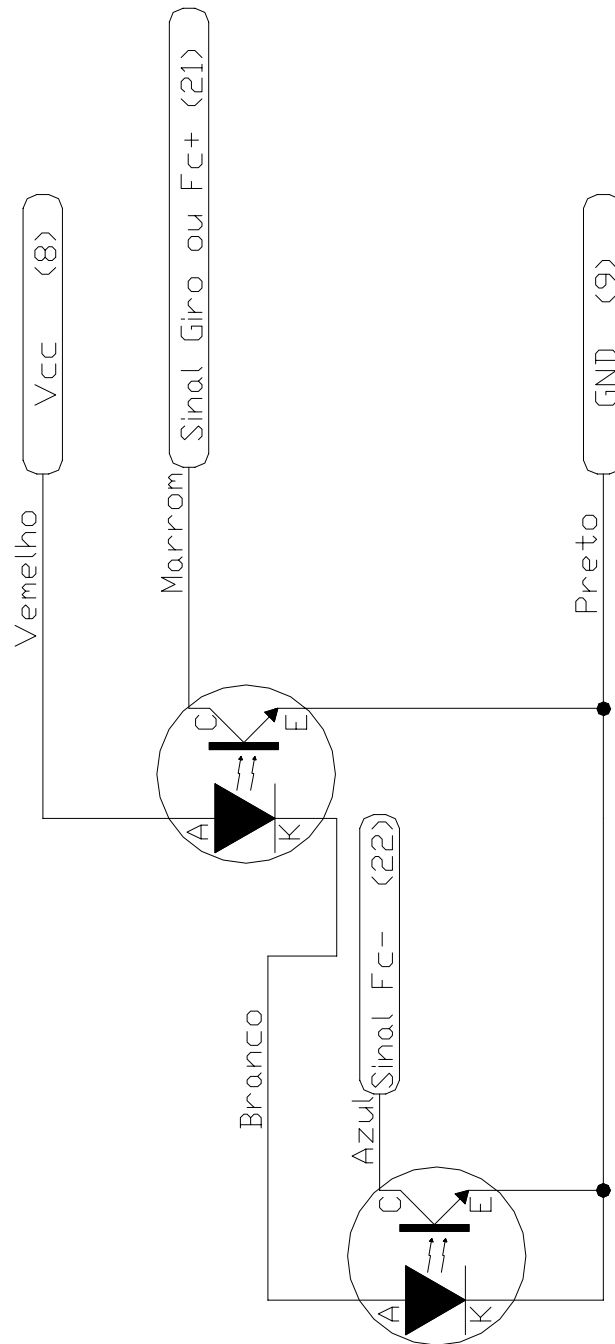 Vcc (8)
Vemelho
Sinal Giro ou Fc+ (21)
Marrom
C
E
A
K
GND (9)
Preto
Sinal Fc- (22)
Azul
Branco
C
E
A
K